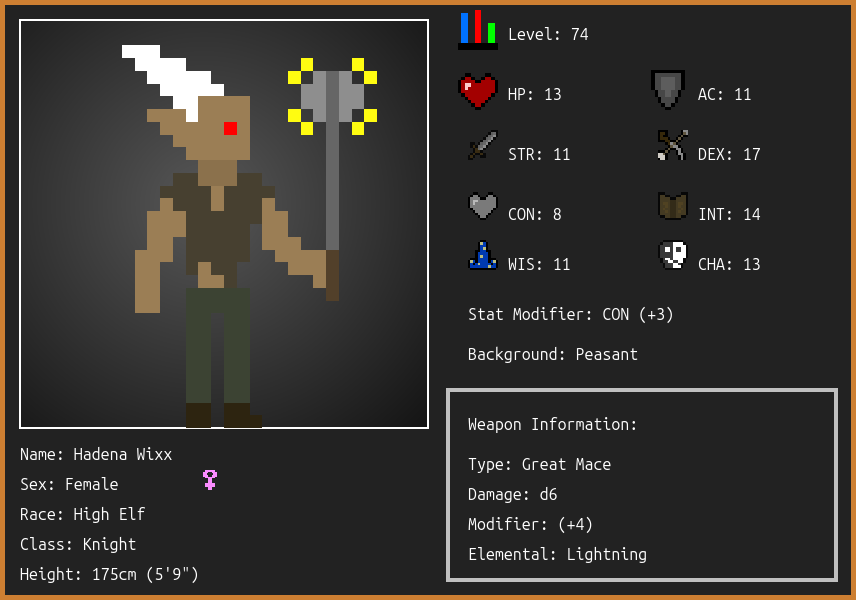 Level: 74
HP: 13
AC: 11
STR: 11
DEX: 17
CON: 8
INT: 14
WIS: 11
CHA: 13
Stat Modifier: CON (+3)
Background: Peasant
Weapon Information:
Type: Great Mace
Damage: d6
Modifier: (+4)
Elemental: Lightning
Name: Hadena Wixx
Sex: Female
Race: High Elf
Class: Knight
Height: 175cm (5'9")